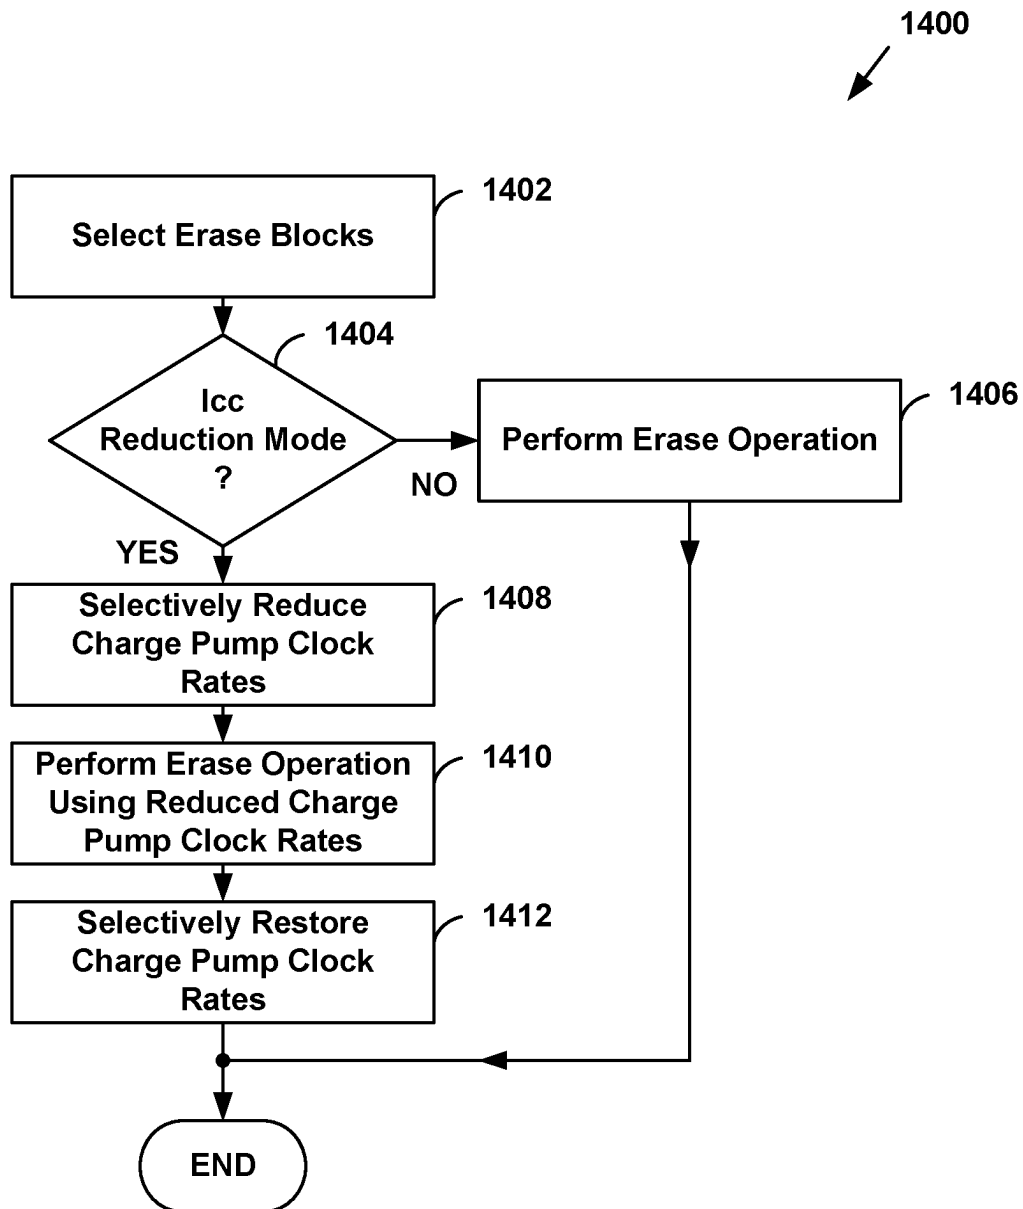 1400
1402
Select Erase Blocks
1404
Icc
Reduction Mode
?
NO
1406
Perform Erase Operation
YES
1408
Selectively Reduce
Charge Pump Clock
Rates
1410
Perform Erase Operation
Using Reduced Charge
Pump Clock Rates
1412
Selectively Restore
Charge Pump Clock
Rates
END